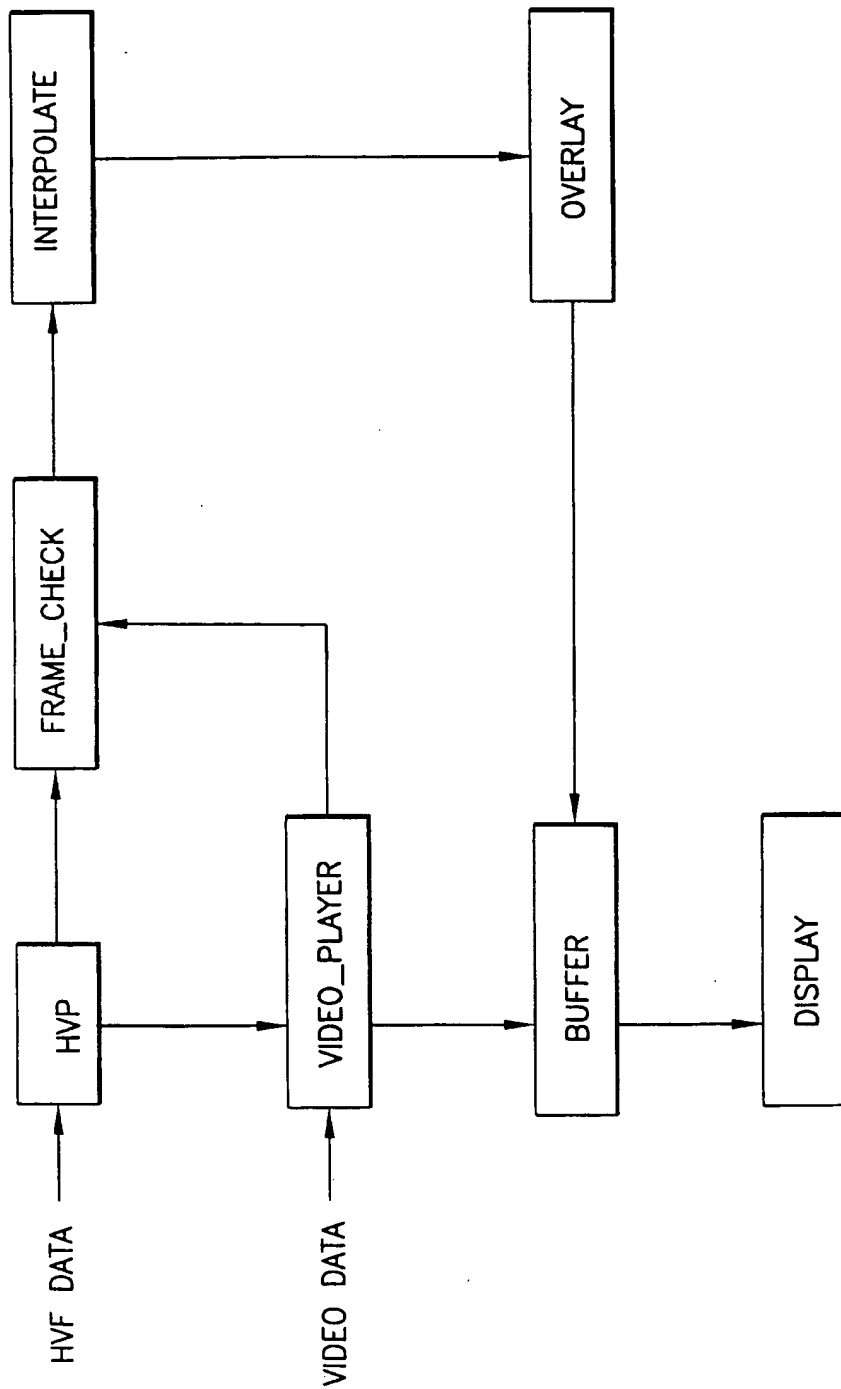 HVF DATA
HVP
FRAME_CHECK
INTERPOLATE
VIDEO DATA
VIDEO_PLAYER
BUFFER
OVERLAY
DISPLAY